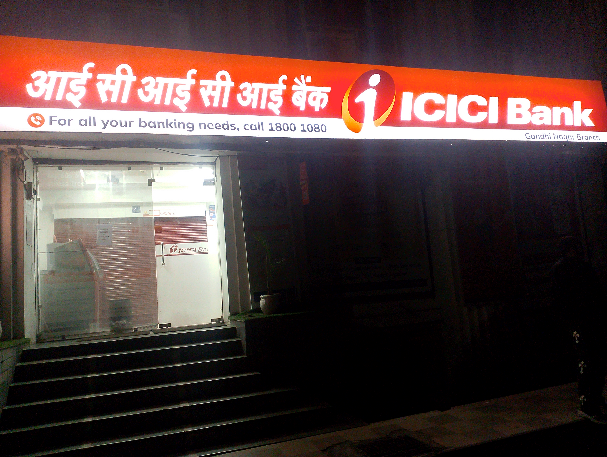 आई सी आई सी आई बैंक
ICICI Bank
For all your banking needs, call 1800 1080